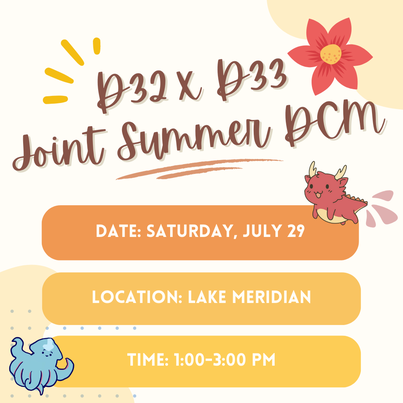 D32 x D33
Joint Summer DCM
DATE: SATURDAY, JULY 29
LOCATION: LAKE MERIDIAN
TIME: 1:00-3:00 PM